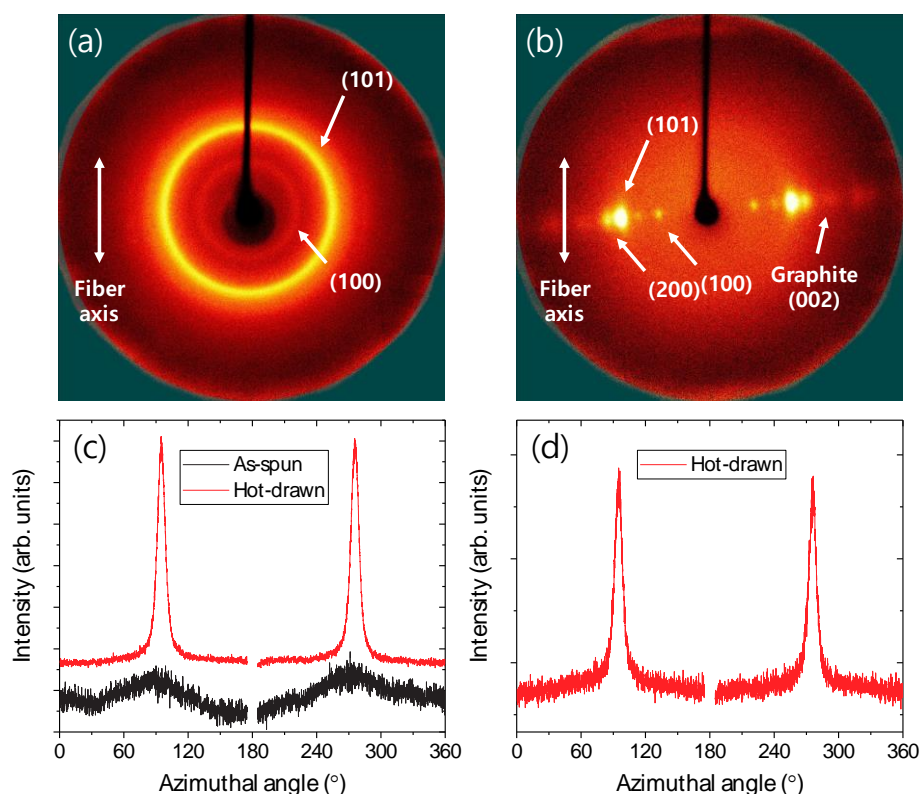 (a)
(101)
(100)
Fiber
axis
(b)
(101)
(200)
(100)
Graphite
(002)
Fiber
axis
(c)
As-spun
Hot-drawn
Intensity (arb. units)
0
60
120
180
240
300
360
Azimuthal angle (°)
(d)
Hot-drawn
Intensity (arb. units)
0
60
120
180
240
300
360
Azimuthal angle (°)